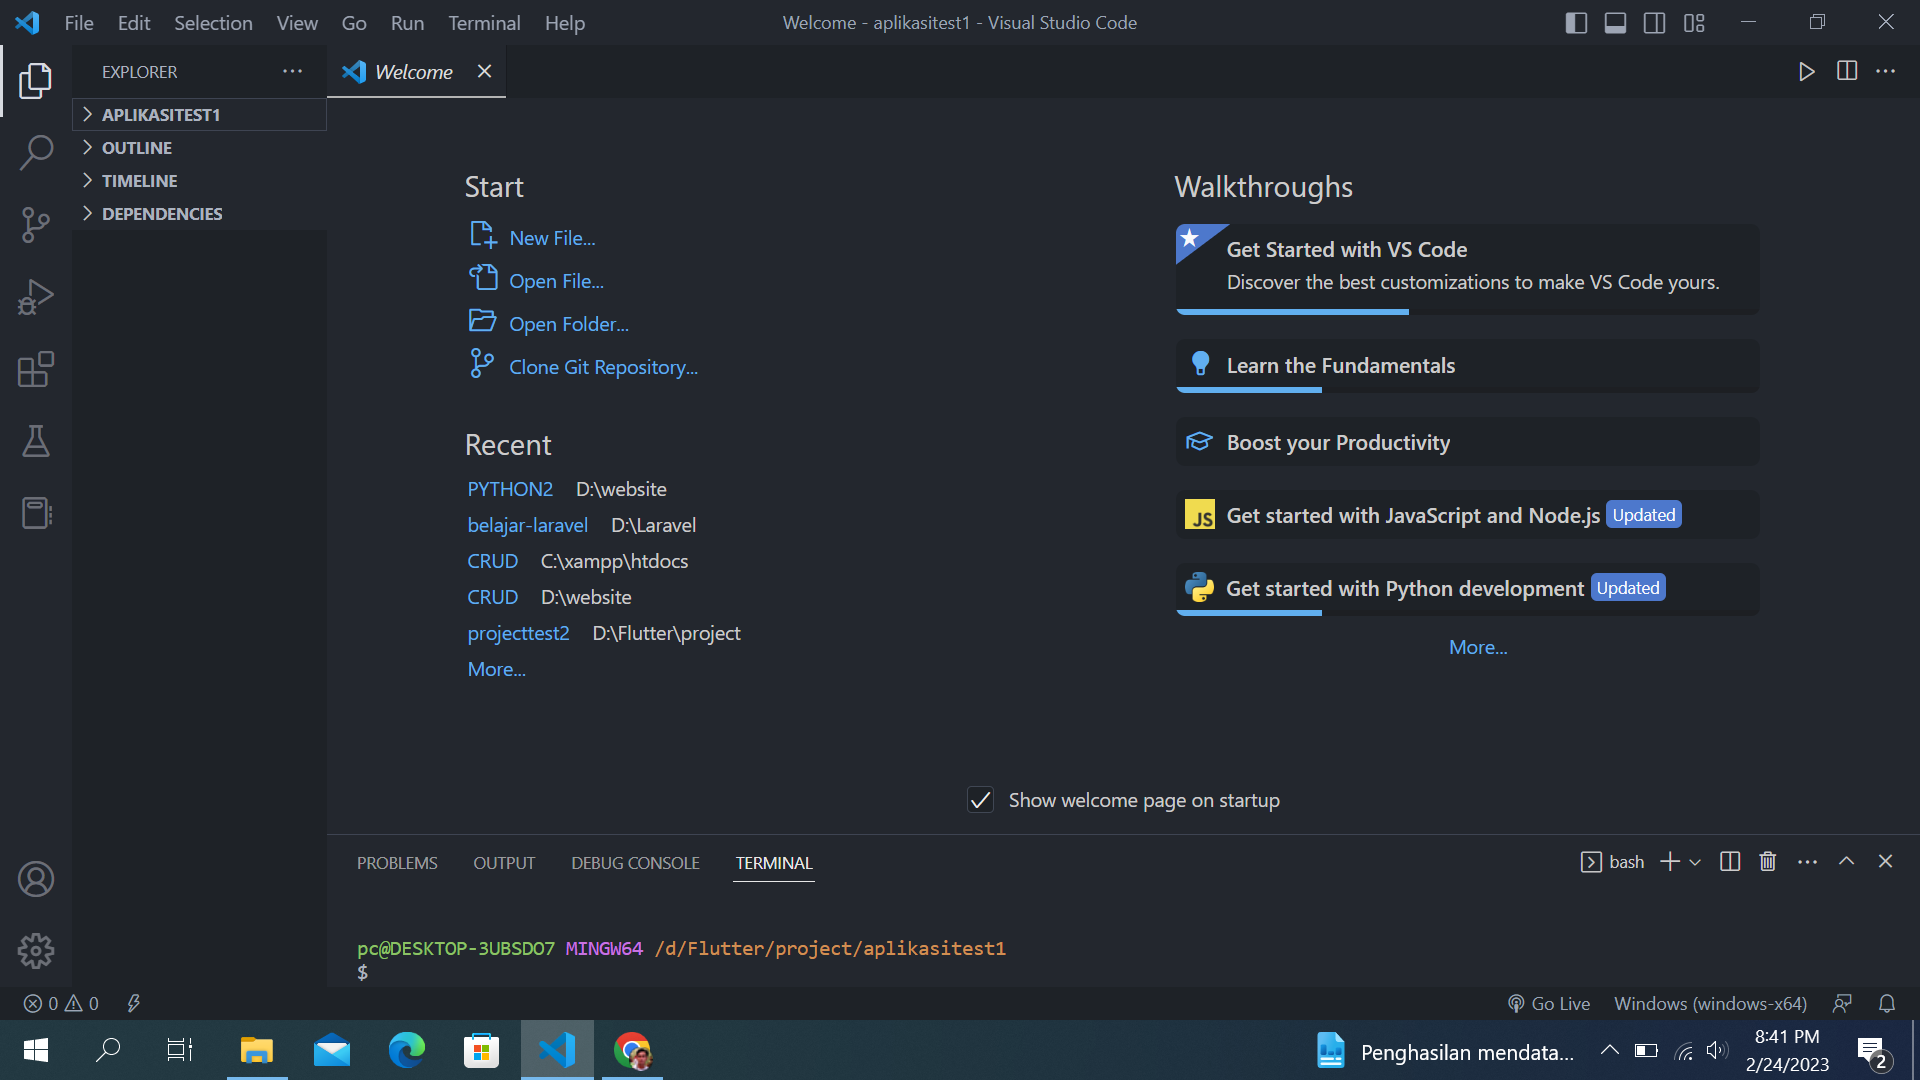 File Edit Selection View Go Run Terminal Help
Welcome - aplikasitest1 - Visual Studio Code
EXPLORER
Welcome
APLIKASITEST1
OUTLINE
TIMELINE
DEPENDENCIES
Start
New File...
Open File...
Open Folder...
Clone Git Repository...
Recent
PYTHON2 D:\website
belajar-laravel D:\Laravel
CRUD C:\xampp\htdocs
CRUD D:\website
projecttest2 D:\Flutter\project
More...
Walkthroughs
Get Started with VS Code
Discover the best customizations to make VS Code yours.
Learn the Fundamentals
Boost your Productivity
JS Get started with JavaScript and Node.js Updated
Get started with Python development Updated
More...
Show welcome page on startup
PROBLEMS OUTPUT DEBUG CONSOLE TERMINAL
bash
pc@DESKTOP-3UBSDO7 MINGW64 /d/Flutter/project/aplikasitest1
$
0 0
Go Live Windows (windows-x64)
Penghasilan mendata...
8:41 PM
2/24/2023
2